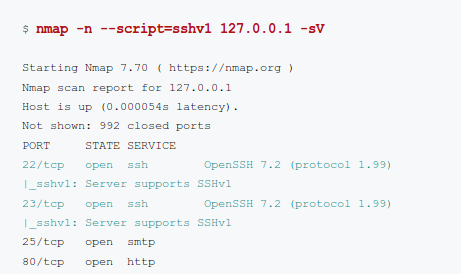 $ nmap -n --script=sshv1 127.0.0.1 -sV
Starting Nmap 7.70 ( https://nmap.org )
Nmap scan report for 127.0.0.1
Host is up (0.000054s latency).
Not shown: 992 closed ports
PORT     STATE SERVICE
22/tcp   open  ssh        OpenSSH 7.2 (protocol 1.99)
|_sshv1: Server supports SSHv1
23/tcp   open  ssh        OpenSSH 7.2 (protocol 1.99)
|_sshv1: Server supports SSHv1
25/tcp   open  smtp
80/tcp   open  http